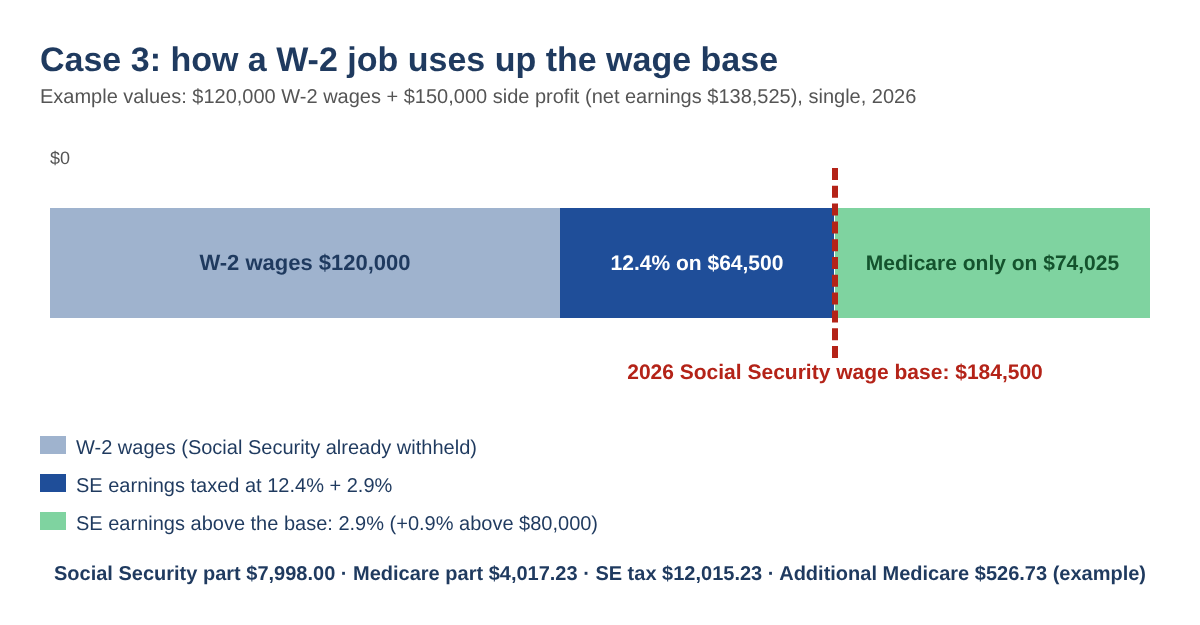 Case 3: how a W-2 job uses up the wage base
Example values: $120,000 W-2 wages + $150,000 side profit (net earnings $138,525), single, 2026
$0
W-2 wages $120,000
12.4% on $64,500
Medicare only on $74,025
2026 Social Security wage base: $184,500
W-2 wages (Social Security already withheld)
SE earnings taxed at 12.4% + 2.9%
SE earnings above the base: 2.9% (+0.9% above $80,000)
Social Security part $7,998.00 · Medicare part $4,017.23 · SE tax $12,015.23 · Additional Medicare $526.73 (example)